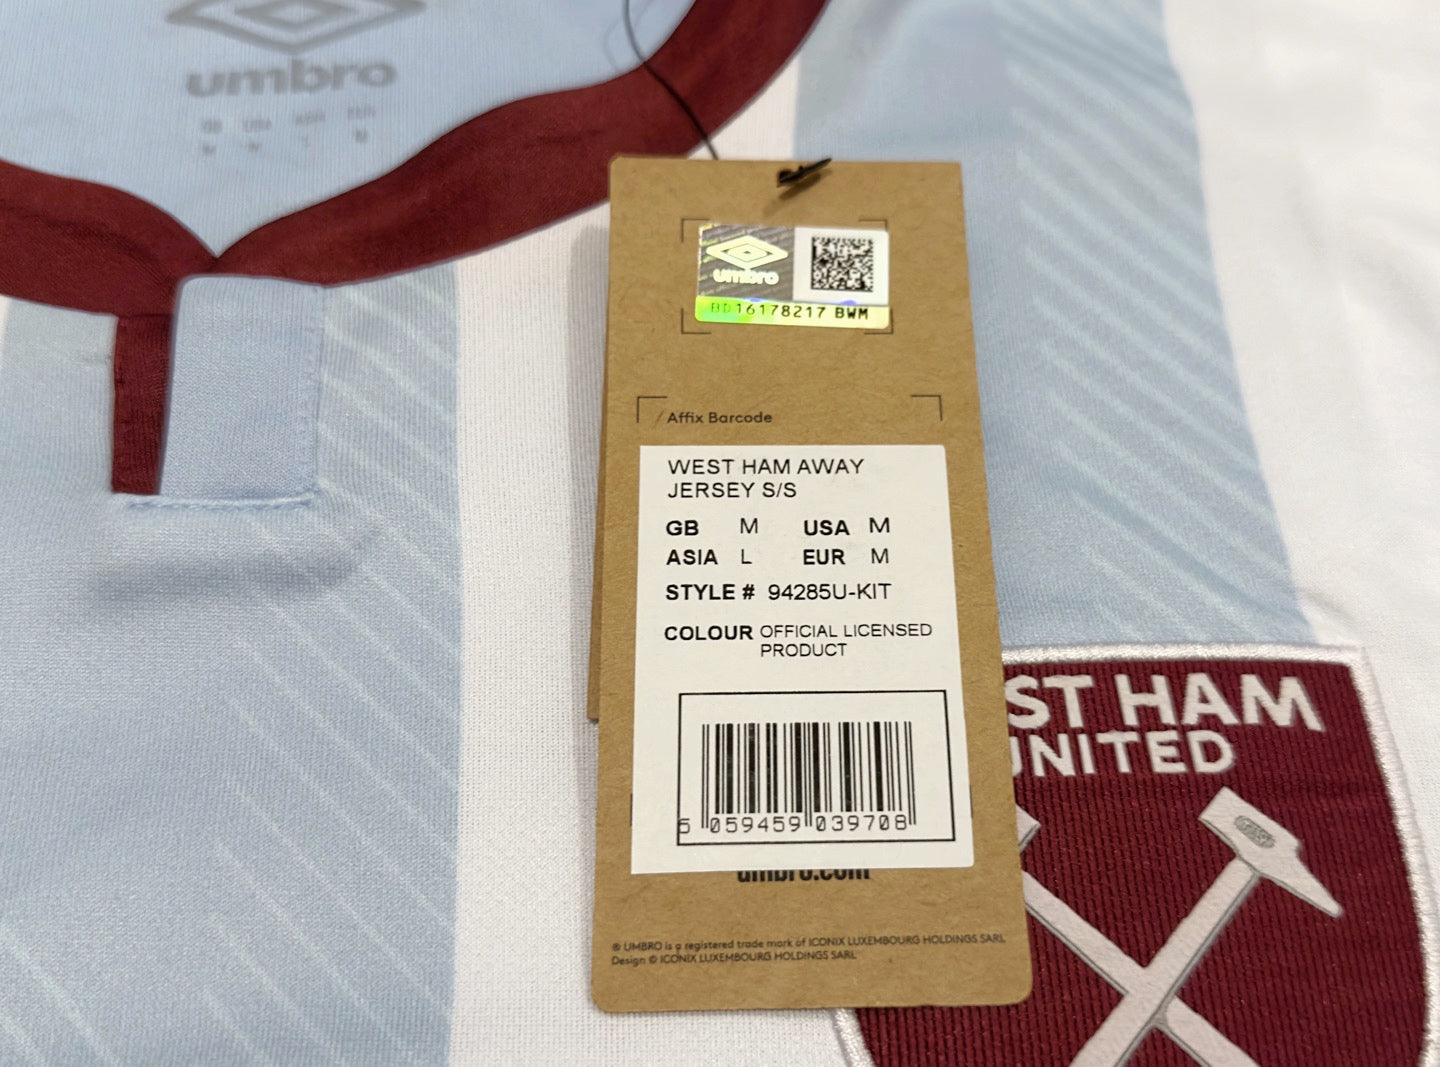 umbro
umbro
BD16178217 BWM
Affix Barcode
WEST HAM AWAY
JERSEY S/S
GB M USA M
ASIA L EUR M
STYLE # 94285U-KIT
COLOUR OFFICIAL LICENSED
PRODUCT
5 059459 039708
umbro.com
® UMBRO is a registered trade mark of ICONIX LUXEMBOURG HOLDINGS SARL
Design © ICONIX LUXEMBOURG HOLDINGS SARL
ST HAM
UNITED